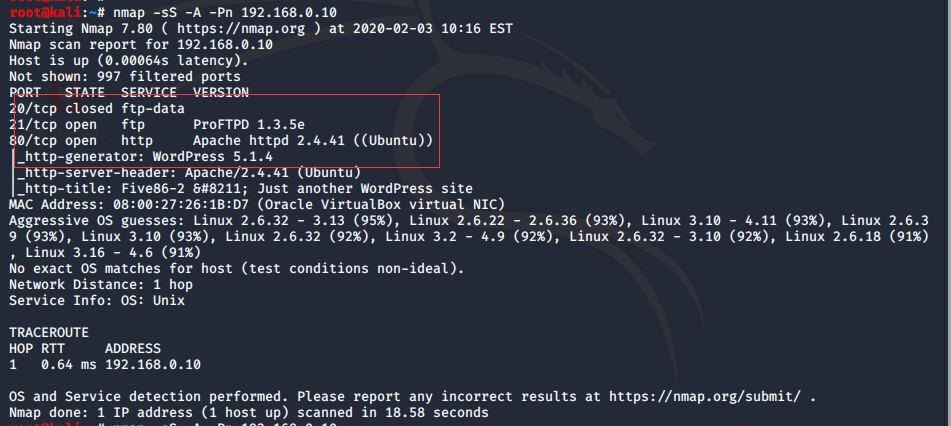 root@kali:~# nmap -sS -A -Pn 192.168.0.10
Starting Nmap 7.80 ( https://nmap.org ) at 2020-02-03 10:16 EST
Nmap scan report for 192.168.0.10
Host is up (0.00064s latency).
Not shown: 997 filtered ports
PORT   STATE  SERVICE  VERSION
20/tcp closed ftp-data
21/tcp open   ftp      ProFTPD 1.3.5e
80/tcp open   http     Apache httpd 2.4.41 ((Ubuntu))
|_http-generator: WordPress 5.1.4
|_http-server-header: Apache/2.4.41 (Ubuntu)
|_http-title: Five86-2 &#8211; Just another WordPress site
MAC Address: 08:00:27:26:1B:D7 (Oracle VirtualBox virtual NIC)
Aggressive OS guesses: Linux 2.6.32 - 3.13 (95%), Linux 2.6.22 - 2.6.36 (93%), Linux 3.10 - 4.11 (93%), Linux 2.6.3
9 (93%), Linux 3.10 (93%), Linux 2.6.32 (92%), Linux 3.2 - 4.9 (92%), Linux 2.6.32 - 3.10 (92%), Linux 2.6.18 (91%)
, Linux 3.16 - 4.6 (91%)
No exact OS matches for host (test conditions non-ideal).
Network Distance: 1 hop
Service Info: OS: Unix
TRACEROUTE
HOP RTT     ADDRESS
1   0.64 ms 192.168.0.10
OS and Service detection performed. Please report any incorrect results at https://nmap.org/submit/ .
Nmap done: 1 IP address (1 host up) scanned in 18.58 seconds
root@kali:~# nmap -sS -A -Pn 192.168.0.10